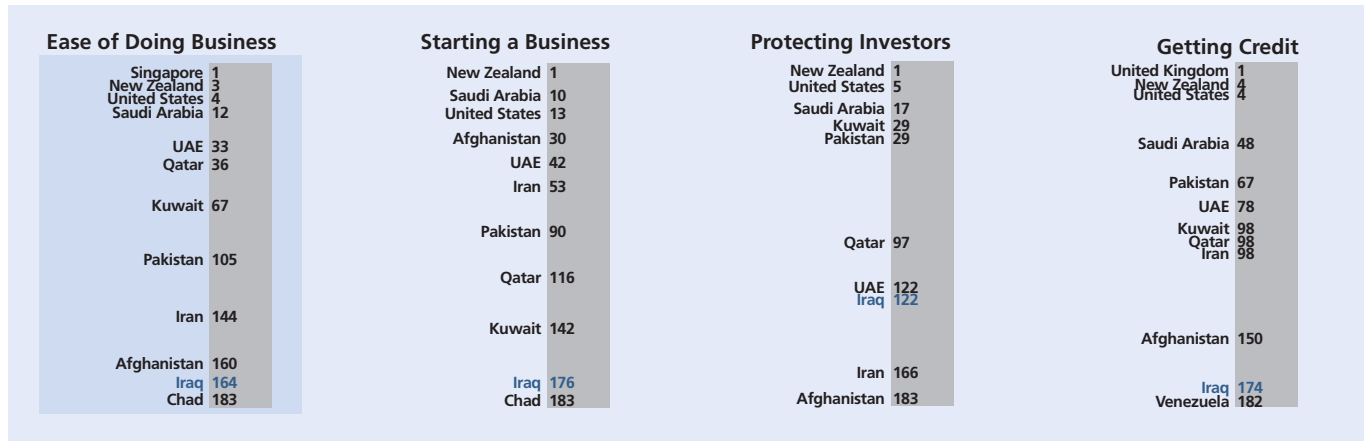 Ease of Doing Business
Singapore 1
New Zealand 3
United States 4
Saudi Arabia 12
UAE 33
Qatar 36
Kuwait 67
Pakistan 105
Iran 144
Afghanistan 160
Iraq 164
Chad 183
Starting a Business
New Zealand 1
Saudi Arabia 10
United States 13
Afghanistan 30
UAE 42
Iran 53
Pakistan 90
Qatar 116
Kuwait 142
Iraq 176
Chad 183
Protecting Investors
New Zealand 1
United States 5
Saudi Arabia 17
Kuwait 29
Pakistan 29
Qatar 97
UAE 122
Iraq 122
Iran 166
Afghanistan 183
Getting Credit
United Kingdom 1
New Zealand 4
United States 4
Saudi Arabia 48
Pakistan 67
UAE 78
Kuwait 98
Qatar 98
Iran 98
Afghanistan 150
Iraq 174
Venezuela 182